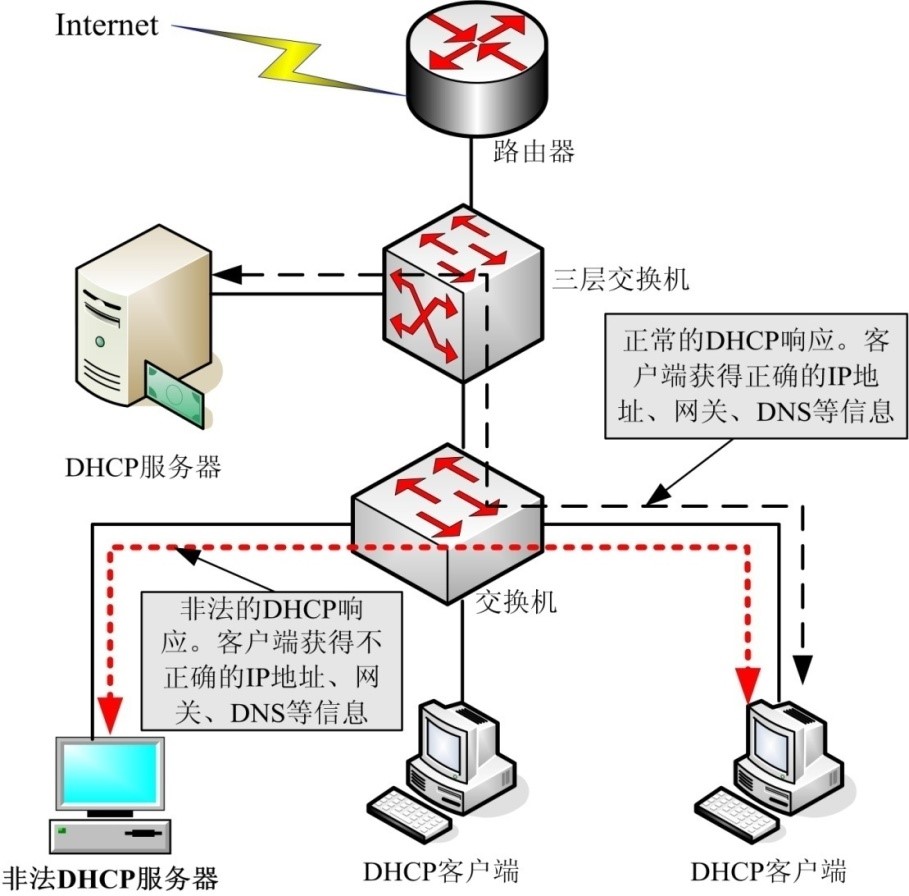 Internet
路由器
三层交换机
正常的DHCP响应。客
户端获得正确的IP地
址、网关、DNS等信息
DHCP服务器
交换机
非法的DHCP响
应。客户端获得不
正确的IP地址、网
关、DNS等信息
非法DHCP服务器
DHCP客户端
DHCP客户端